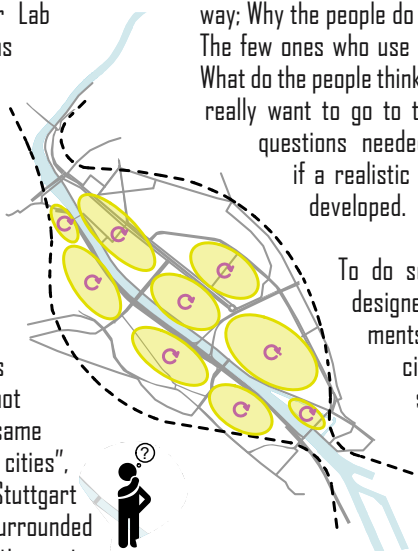 r Lab
not
same
cities",
Stuttgart
urrounded
way; Why the people do
The few ones who use
What do the people think
really want to go to t
questions neede
if a realistic
developed.
To do s
designe
ments
ci
s
?